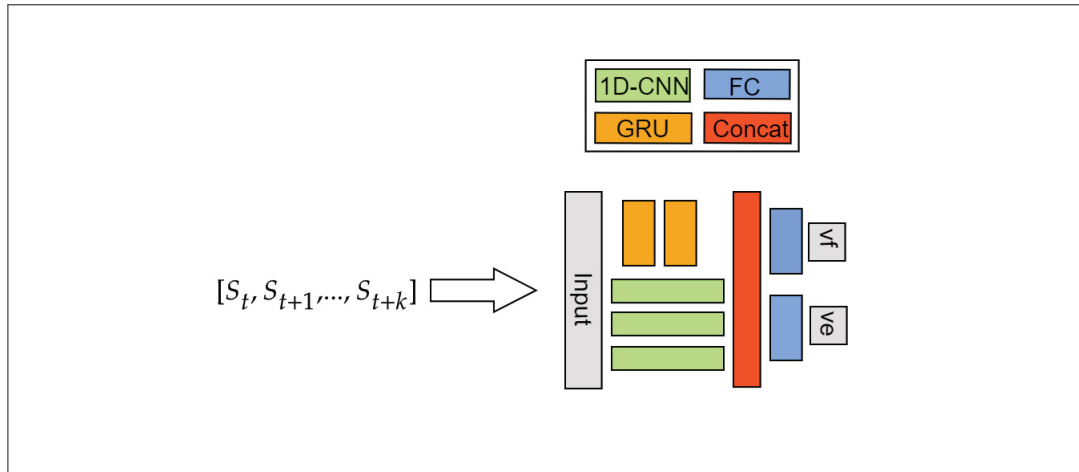 1D-CNN FC
GRU Concat
[S_t, S_{t+1},..., S_{t+k}]
Input
vf
ve